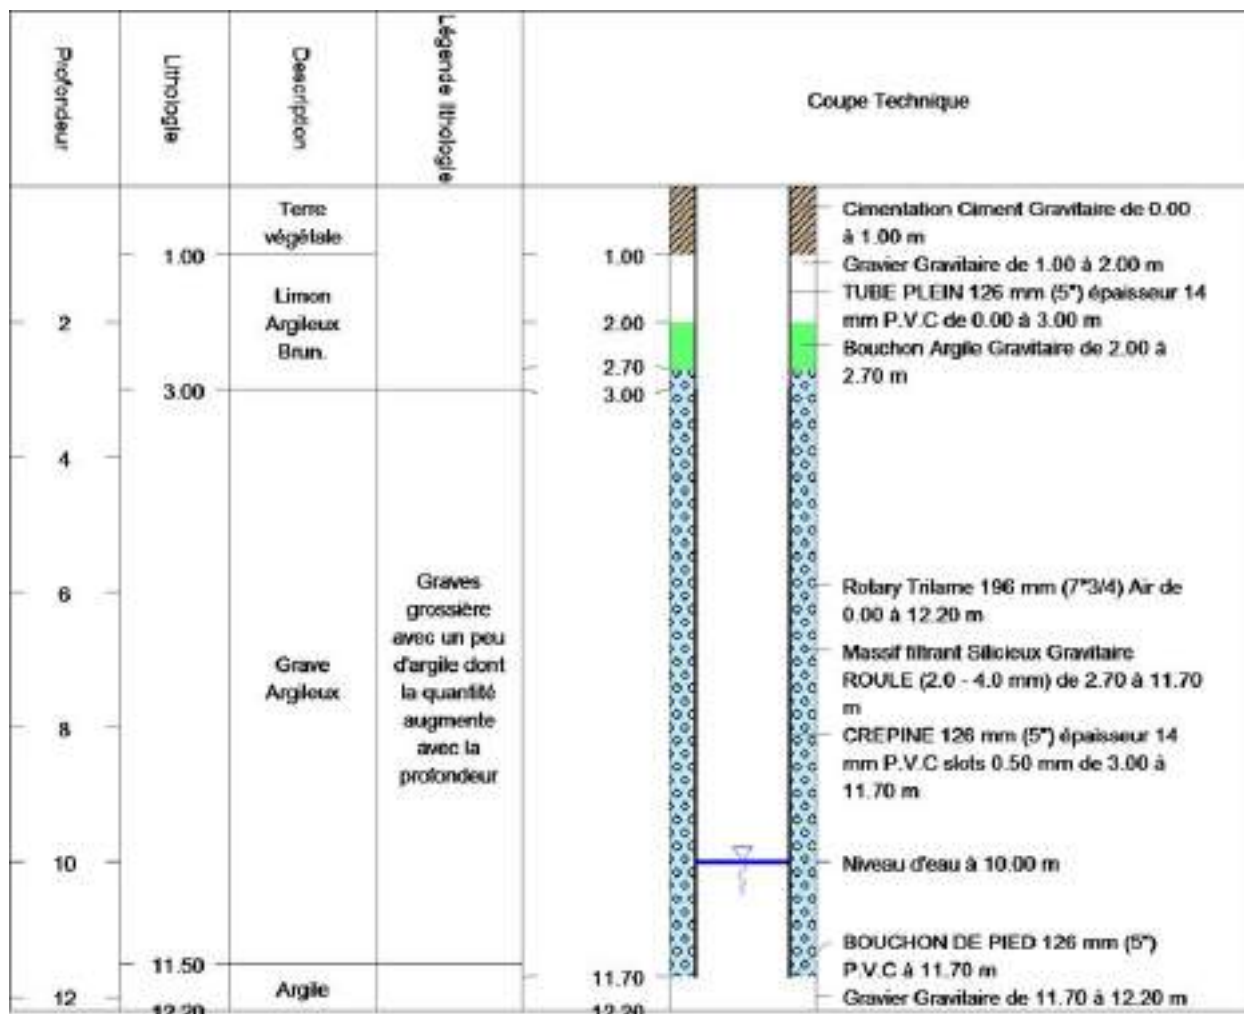 Profondeur
Lithologie
Description
Légende lithologie
Coupe Technique
Terre
végétale
1.00
Limon
Argileux
Brun.
3.00
Grave
Argileux
11.50
Argile
12.20
2
4
6
8
10
12
Graves
grossière
avec un peu
d'argile dont
la quantité
augmente
avec la
profondeur
1.00
2.00
2.70
3.00
11.70
12.20
Cimentation Ciment Gravitaire de 0.00
à 1.00 m
Gravier Gravitaire de 1.00 à 2.00 m
TUBE PLEIN 126 mm (5") épaisseur 14
mm P.V.C de 0.00 à 3.00 m
Bouchon Argile Gravitaire de 2.00 à
2.70 m
Rotary Trilame 196 mm (7"3/4) Air de
0.00 à 12.20 m
Massif filtrant Silicieux Gravitaire
ROULE (2.0 - 4.0 mm) de 2.70 à 11.70
m
CREPINE 126 mm (5") épaisseur 14
mm P.V.C slots 0.50 mm de 3.00 à
11.70 m
Niveau d'eau à 10.00 m
BOUCHON DE PIED 126 mm (5")
P.V.C à 11.70 m
Gravier Gravitaire de 11.70 à 12.20 m